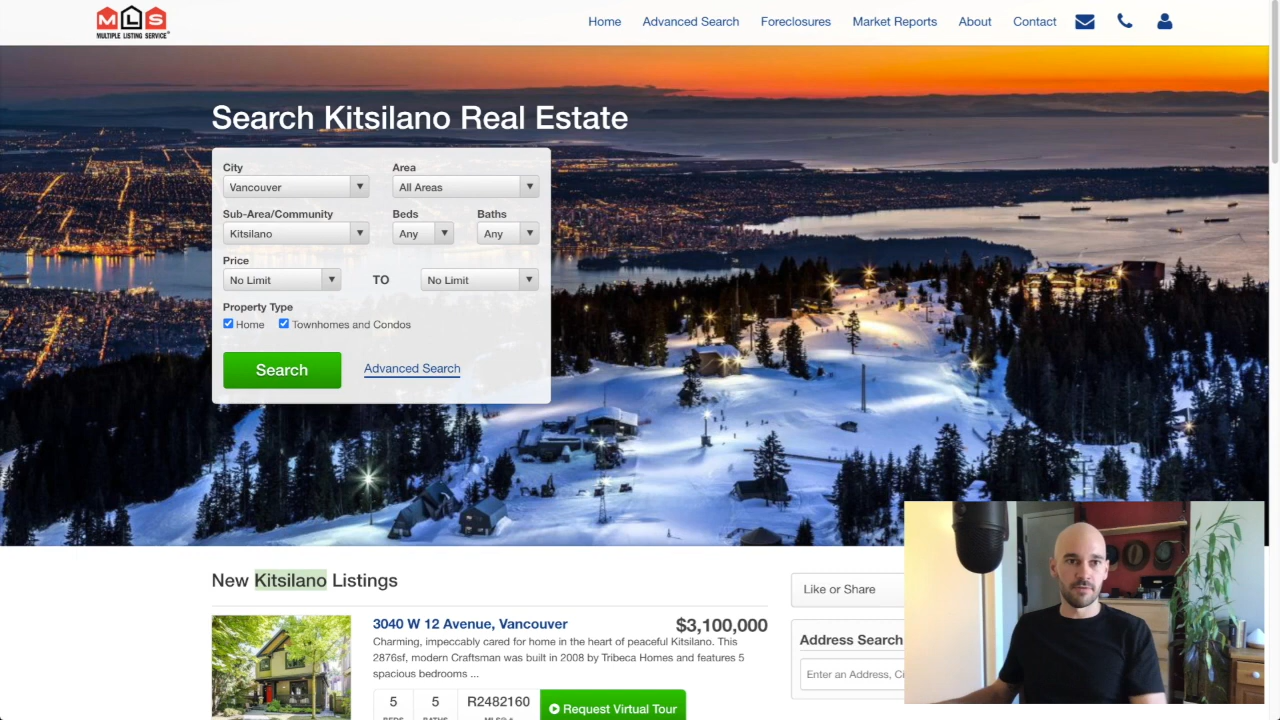 MLS
MULTIPLE LISTING SERVICE®
Home Advanced Search Foreclosures Market Reports About Contact
Search Kitsilano Real Estate
City Area
Vancouver All Areas
Sub-Area/Community Beds Baths
Kitsilano Any Any
Price
No Limit TO No Limit
Property Type
Home Townhomes and Condos
Search Advanced Search
New Kitsilano Listings
Like or Share
3040 W 12 Avenue, Vancouver $3,100,000
Charming, impeccably cared for home in the heart of peaceful Kitsilano. This
2876sf, modern Craftsman was built in 2008 by Tribeca Homes and features 5
spacious bedrooms ...
Address Search
Enter an Address, Ci
5 5 R2482160 Request Virtual Tour